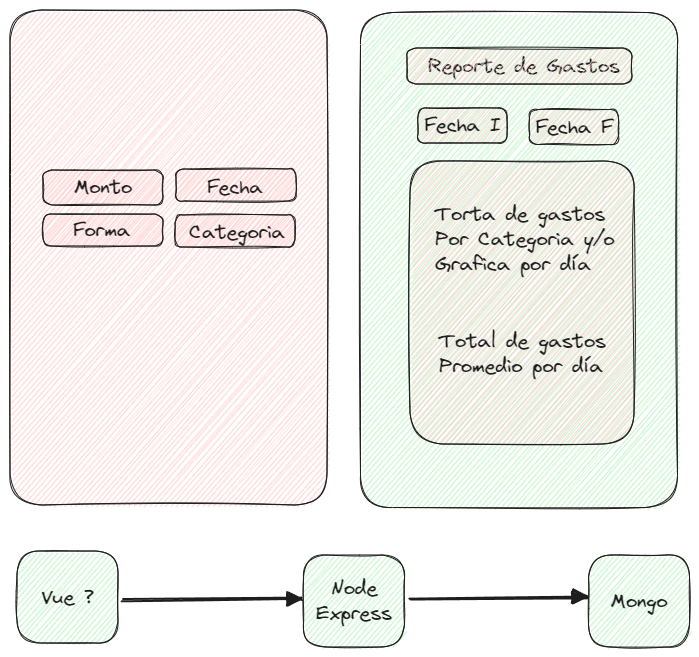 Monto
Fecha
Forma
Categoria
Reporte de Gastos
Fecha I
Fecha F
Torta de gastos
Por Categoria y/o
Grafica por día
Total de gastos
Promedio por día
Vue ?
Node
Express
Mongo